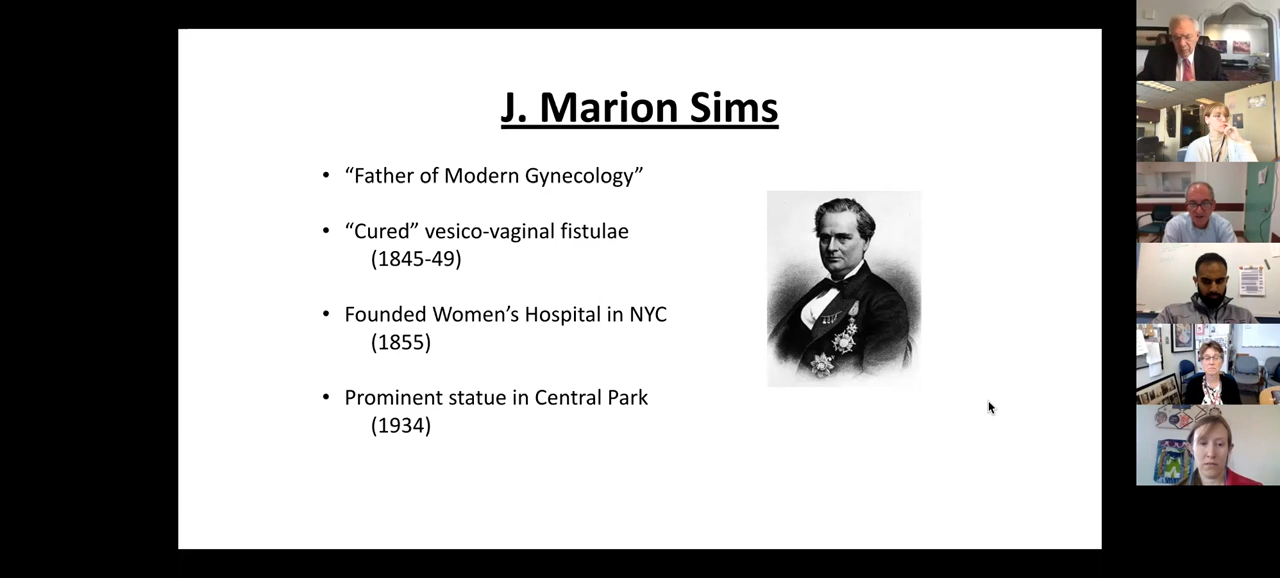 J. Marion Sims
• “Father of Modern Gynecology”
• “Cured” vesico-vaginal fistulae
(1845-49)
• Founded Women’s Hospital in NYC
(1855)
• Prominent statue in Central Park
(1934)